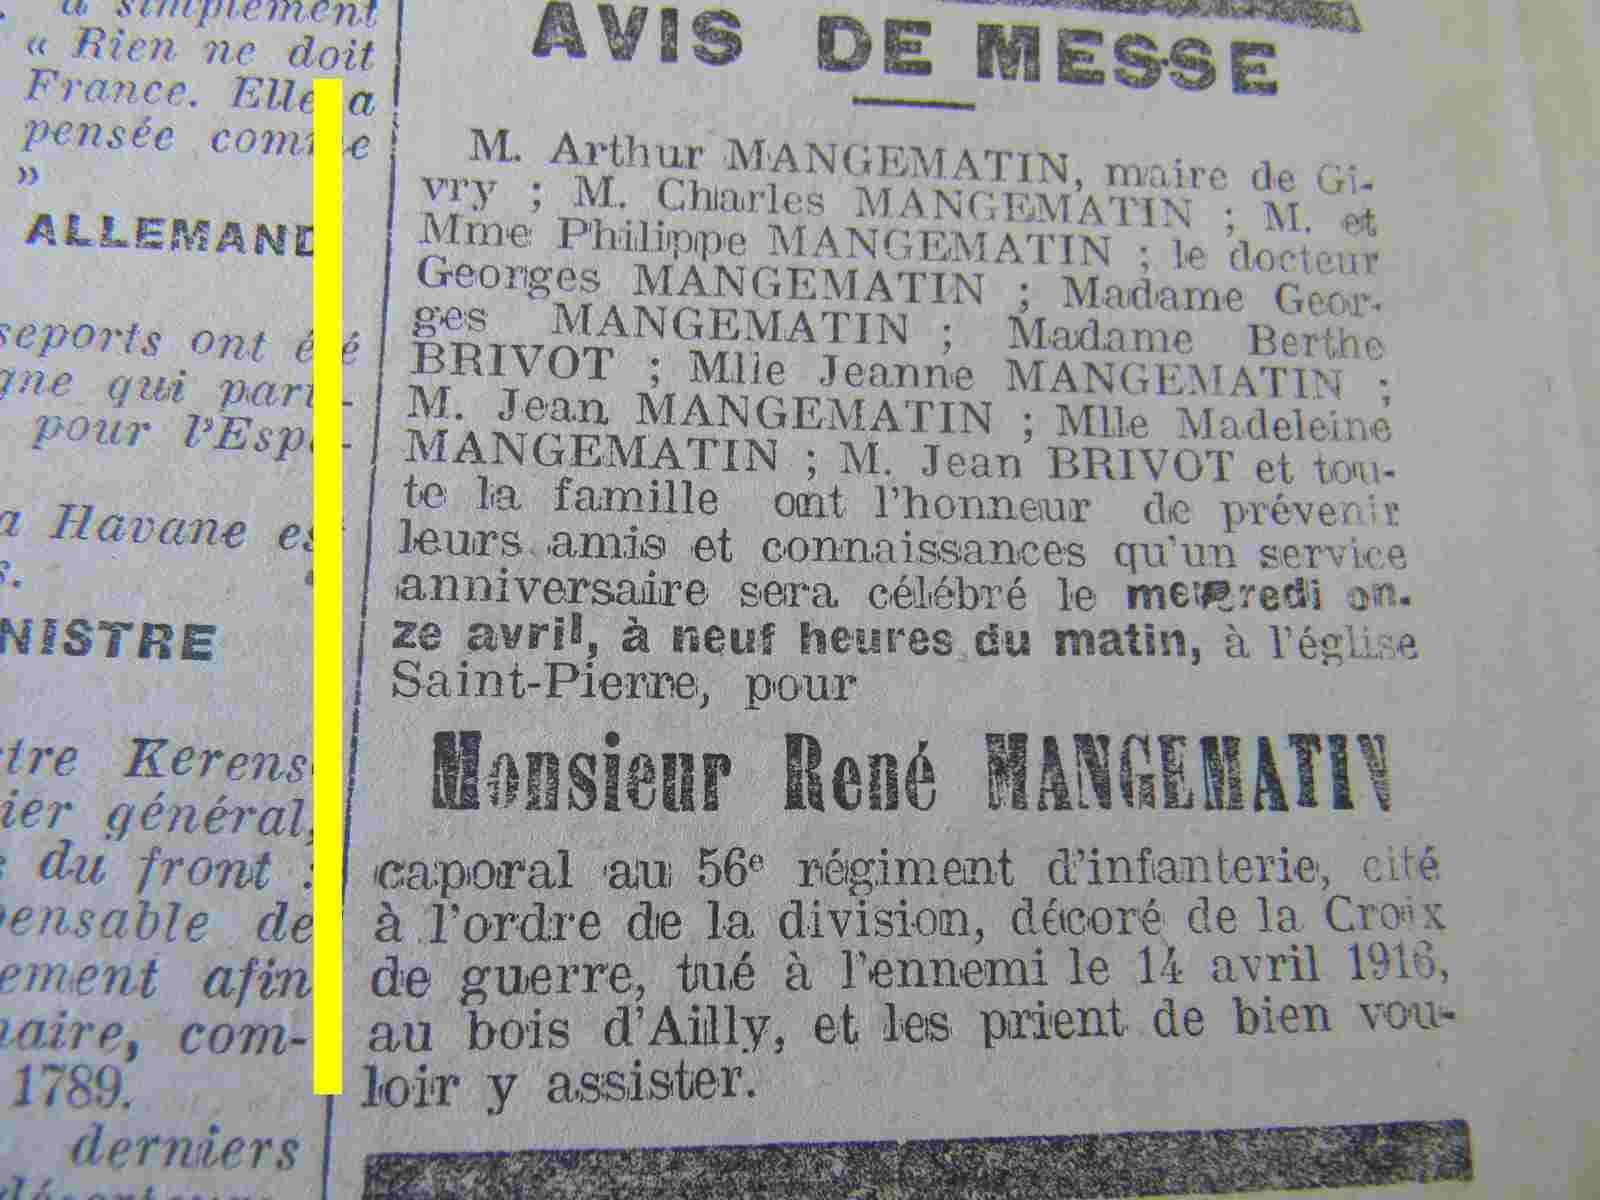 à simplement
« Rien ne doit
France. Elle a
pensée comme
»
ALLEMAND
seports ont été
gne qui
pour
a Havane
s.
NISTRE
tre Kerens
ier général,
du front :
pensable de
ement afin
naire, com-
1789.
derniers
AVIS DE MESSE
M. Arthur MANGEMATIN, maire de Gi-
vry ; M. Charles MANGEMATIN ; M. et
Mme Philippe MANGEMATIN ; le docteur
Georges MANGEMATIN ; Madame Geor-
ges MANGEMATIN ; Madame Berthe
BRIVOT ; Mlle Jeanne MANGEMATIN ;
M. Jean MANGEMATIN ; Mlle Madeleine
MANGEMATIN ; M. Jean BRIVOT et tou-
te la famille ont l'honneur de prévenir
leurs amis et connaissances qu'un service
anniversaire sera célébré le mercredi on-
ze avril, à neuf heures du matin, à l'église
Saint-Pierre, pour
Monsieur René MANGEMATIN
caporal au 56e régiment d'infanterie, cité
à l'ordre de la division, décoré de la Croix
de guerre, tué à l'ennemi le 14 avril 1916,
au bois d'Ailly, et les prient de bien vou-
loir y assister.